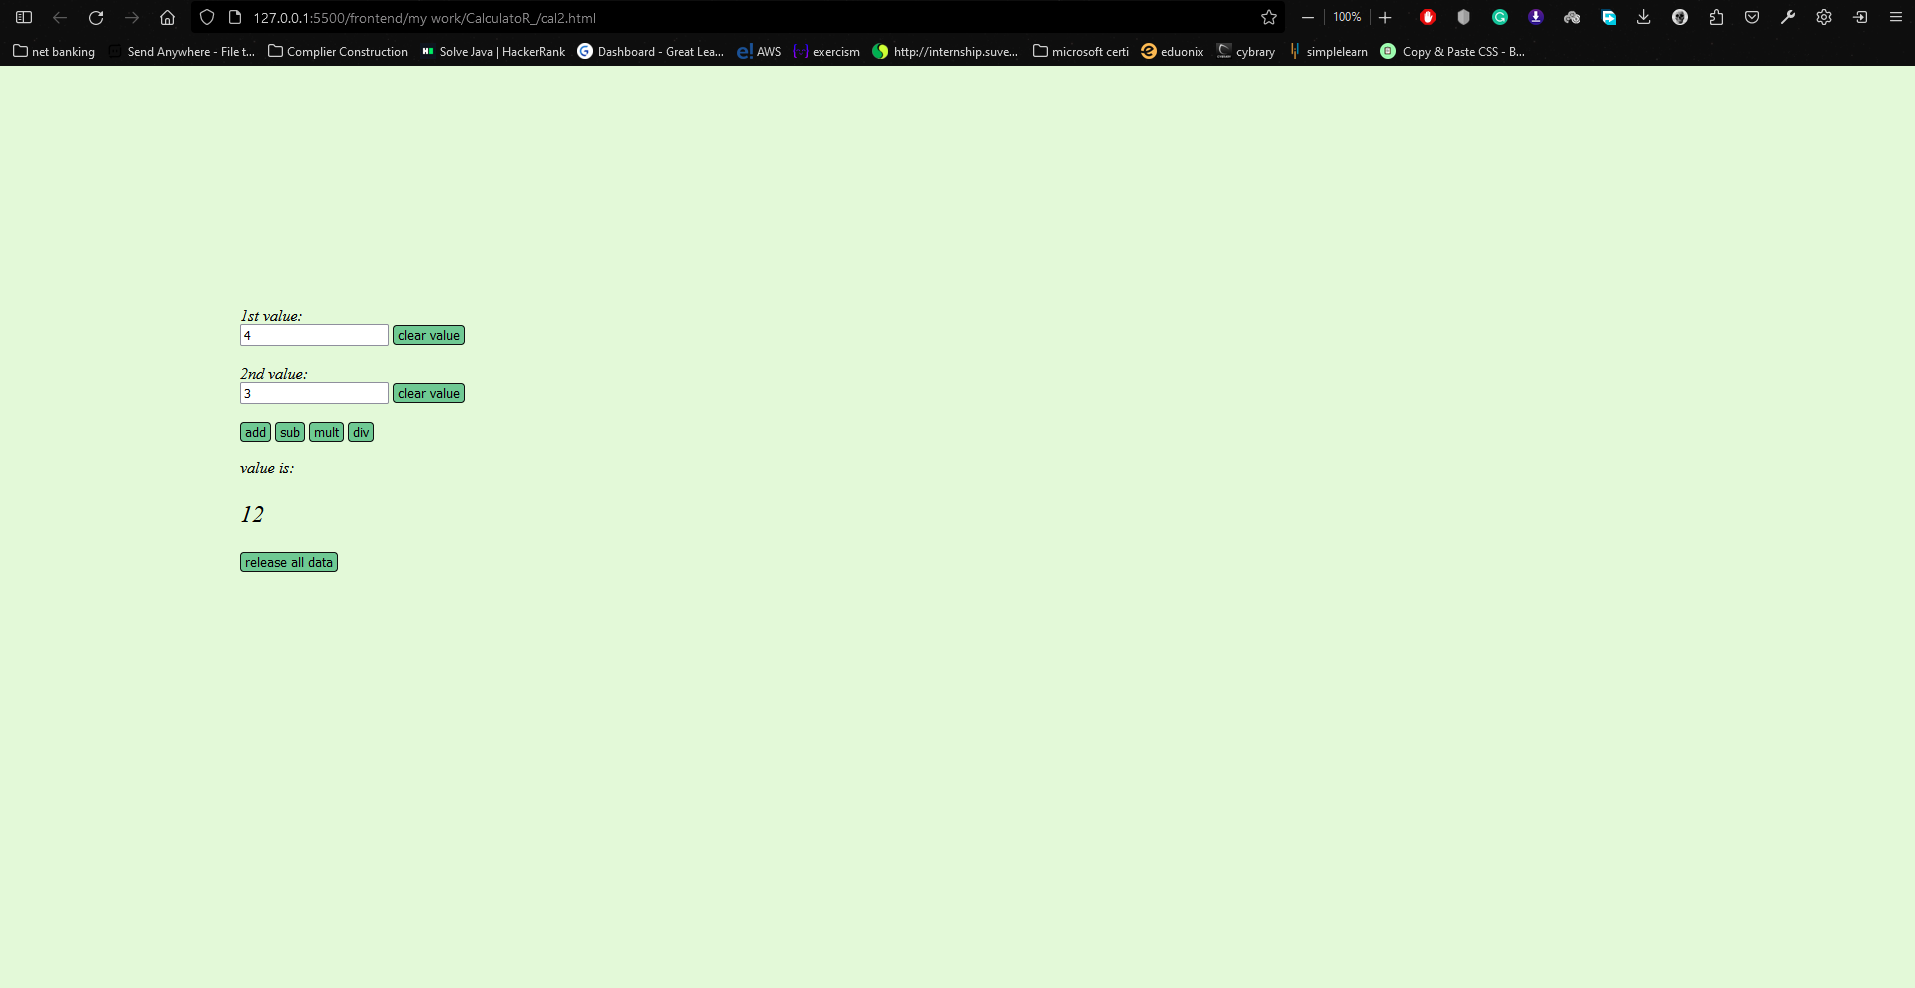 127.0.0.1:5500/frontend/my work/CalculatoR_/cal2.html 100%
net banking Send Anywhere - File t... Complier Construction Solve Java | HackerRank Dashboard - Great Lea... e! AWS exercism http://internship.suve... microsoft certi eduonix cybrary simplelearn Copy & Paste CSS - B...
1st value:
4 clear value
2nd value:
3 clear value
add sub mult div
value is:
12
release all data